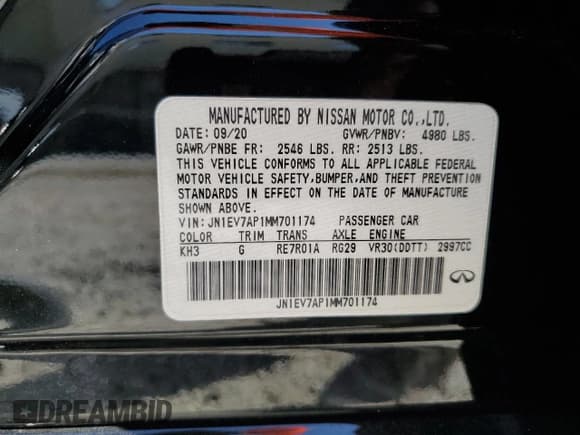 MANUFACTURED BY NISSAN MOTOR CO.,LTD.
DATE: 09/20 GVWR/PNBV: 4980 LBS.
GAWR/PNBE FR: 2546 LBS. RR: 2513 LBS.
THIS VEHICLE CONFORMS TO ALL APPLICABLE FEDERAL
MOTOR VEHICLE SAFETY,BUMPER,AND THEFT PREVENTION
STANDARDS IN EFFECT ON THE DATE OF MANUFACTURE
SHOWN ABOVE.
VIN:JN1EV7AP1MM701174 PASSENGER CAR
COLOR TRIM TRANS AXLE ENGINE
KH3 G RE7R01A RG29 VR30(DDTT) 2997CC
JN1EV7AP1MM701174
DREAMBID